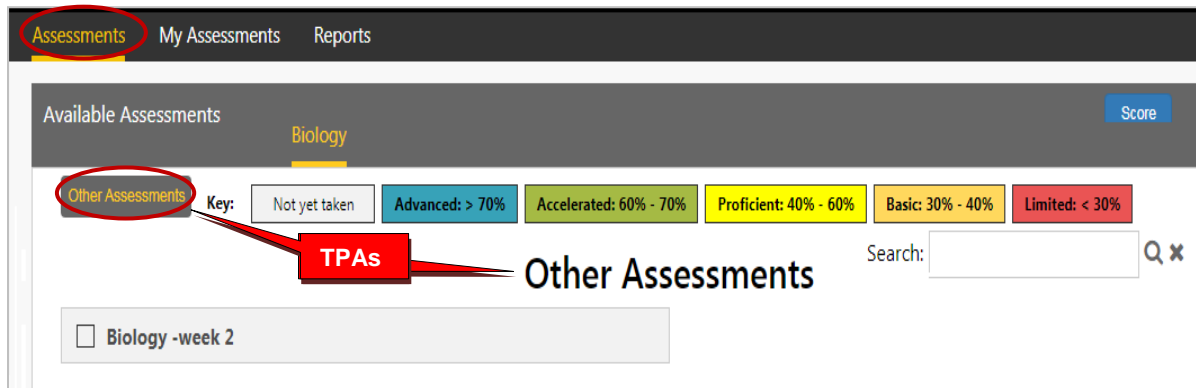 Assessments My Assessments Reports
Available Assessments
Biology
Score
Other Assessments
Key: Not yet taken Advanced: > 70% Accelerated: 60% - 70% Proficient: 40% - 60% Basic: 30% - 40% Limited: < 30%
TPAs
Other Assessments
Search:
Biology -week 2